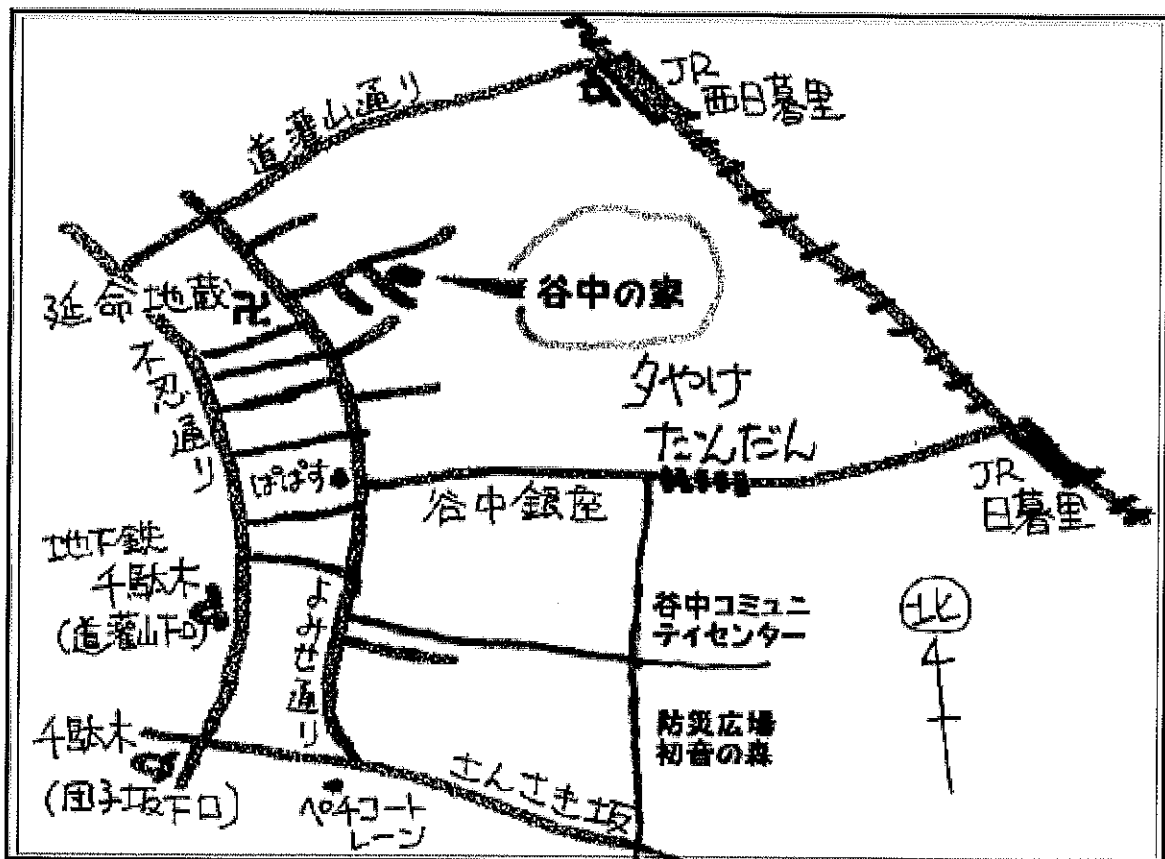 JR
西日暮里
道灌山通り
延命地蔵
卍
谷中の家
不忍通り
夕やけ
だんだん
ぱぱす
谷中銀座
JR
日暮里
地下鉄
千駄木
(道灌山下口)
よみせ通り
谷中コミュニ
ティセンター
北
防災広場
初音の森
千駄木
(団子坂下口)
さんさき坂
ペチコート
レーン